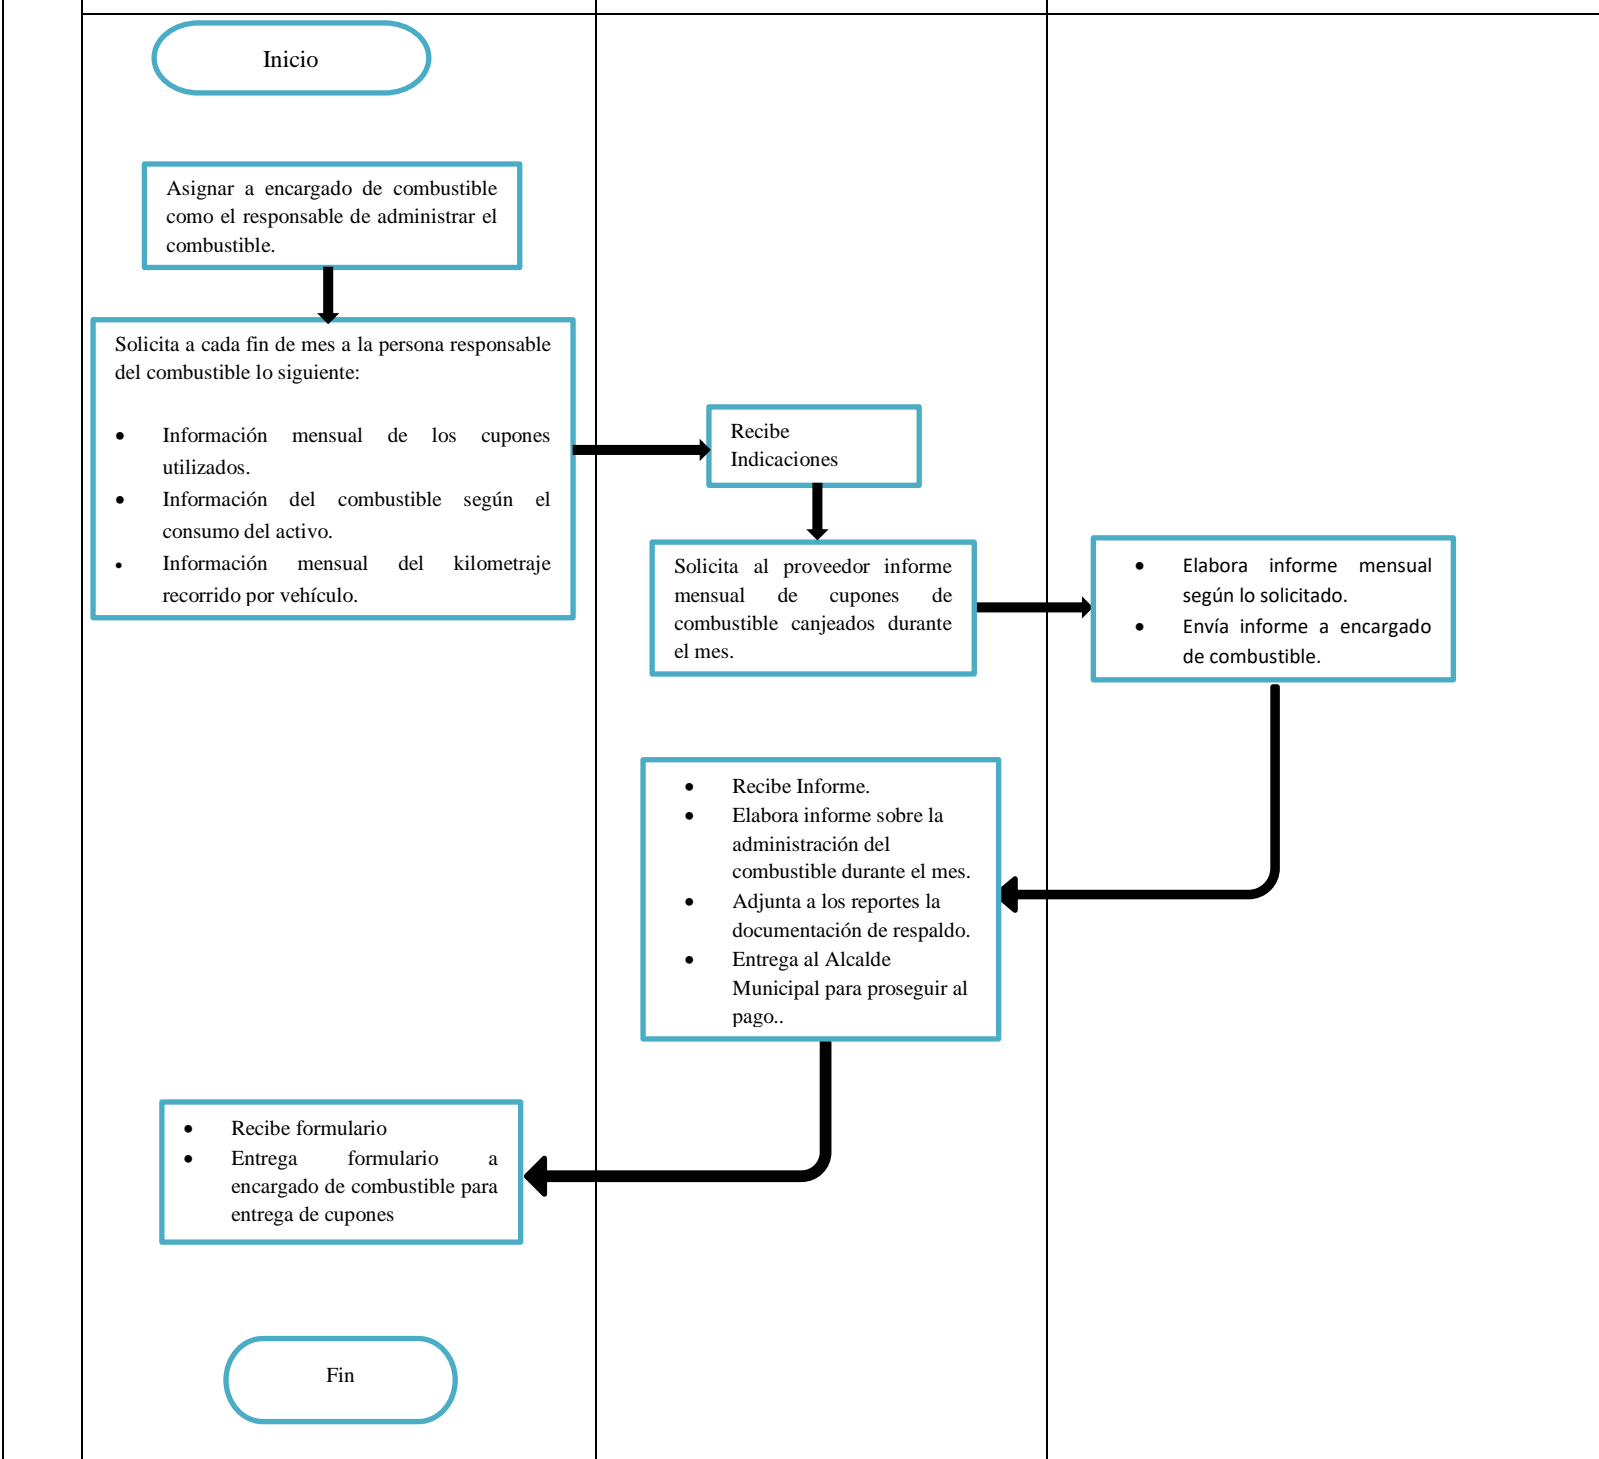 Inicio
Asignar a encargado de combustible
como el responsable de administrar el
combustible.
Solicita a cada fin de mes a la persona responsable
del combustible lo siguiente:
• Información mensual de los cupones
utilizados.
• Información del combustible según el
consumo del activo.
• Información mensual del kilometraje
recorrido por vehículo.
Recibe
Indicaciones
Solicita al proveedor informe
mensual de cupones de
combustible canjeados durante
el mes.
• Elabora informe mensual
según lo solicitado.
• Envía informe a encargado
de combustible.
• Recibe Informe.
• Elabora informe sobre la
administración del
combustible durante el mes.
• Adjunta a los reportes la
documentación de respaldo.
• Entrega al Alcalde
Municipal para proseguir al
pago..
• Recibe formulario
• Entrega formulario a
encargado de combustible para
entrega de cupones
Fin